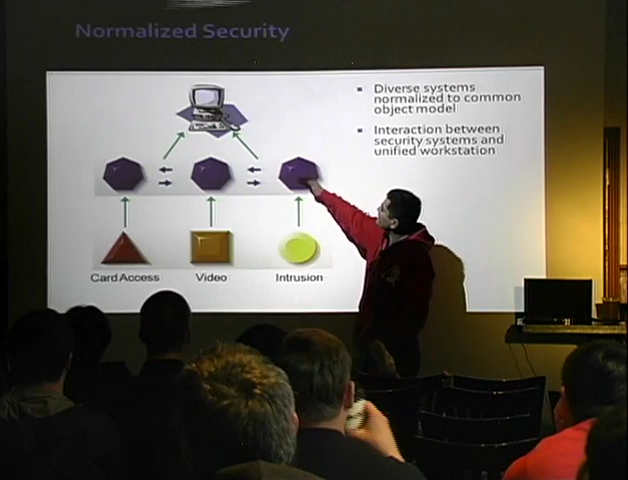 Normalized Security
Diverse systems
normalized to common
object model
Interaction between
security systems and
unified workstation
Card Access
Video
Intrusion